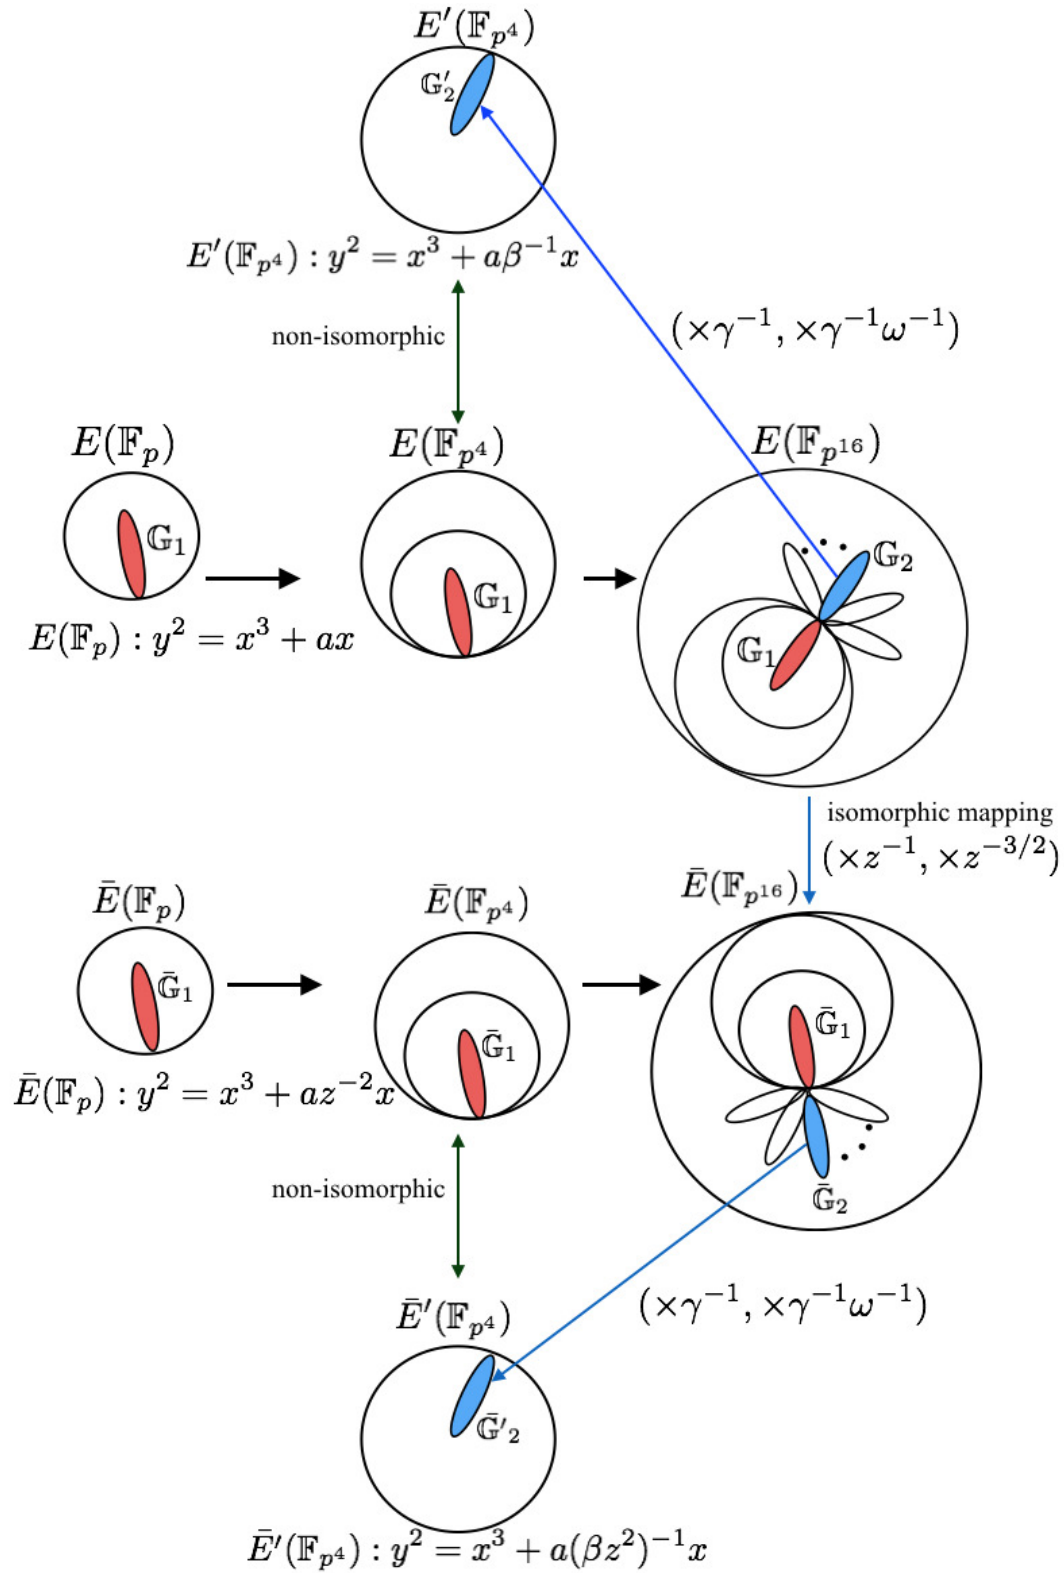 E′(𝔽_{p^4})
𝔾′_2
E′(𝔽_{p^4}) : y^2 = x^3 + aβ^{-1}x
non-isomorphic
(×γ^{-1}, ×γ^{-1}ω^{-1})
E(𝔽_p)
E(𝔽_{p^4})
E(𝔽_{p^{16}})
𝔾_1
𝔾_1
𝔾_2
𝔾_1
E(𝔽_p) : y^2 = x^3 + ax
isomorphic mapping
(×z^{-1}, ×z^{-3/2})
Ē(𝔽_p)
Ē(𝔽_{p^4})
Ē(𝔽_{p^{16}})
𝔾̄_1
𝔾̄_1
𝔾̄_1
Ē(𝔽_p) : y^2 = x^3 + az^{-2}x
non-isomorphic
𝔾̄_2
(×γ^{-1}, ×γ^{-1}ω^{-1})
Ē′(𝔽_{p^4})
𝔾̄′_2
Ē′(𝔽_{p^4}) : y^2 = x^3 + a(βz^2)^{-1}x